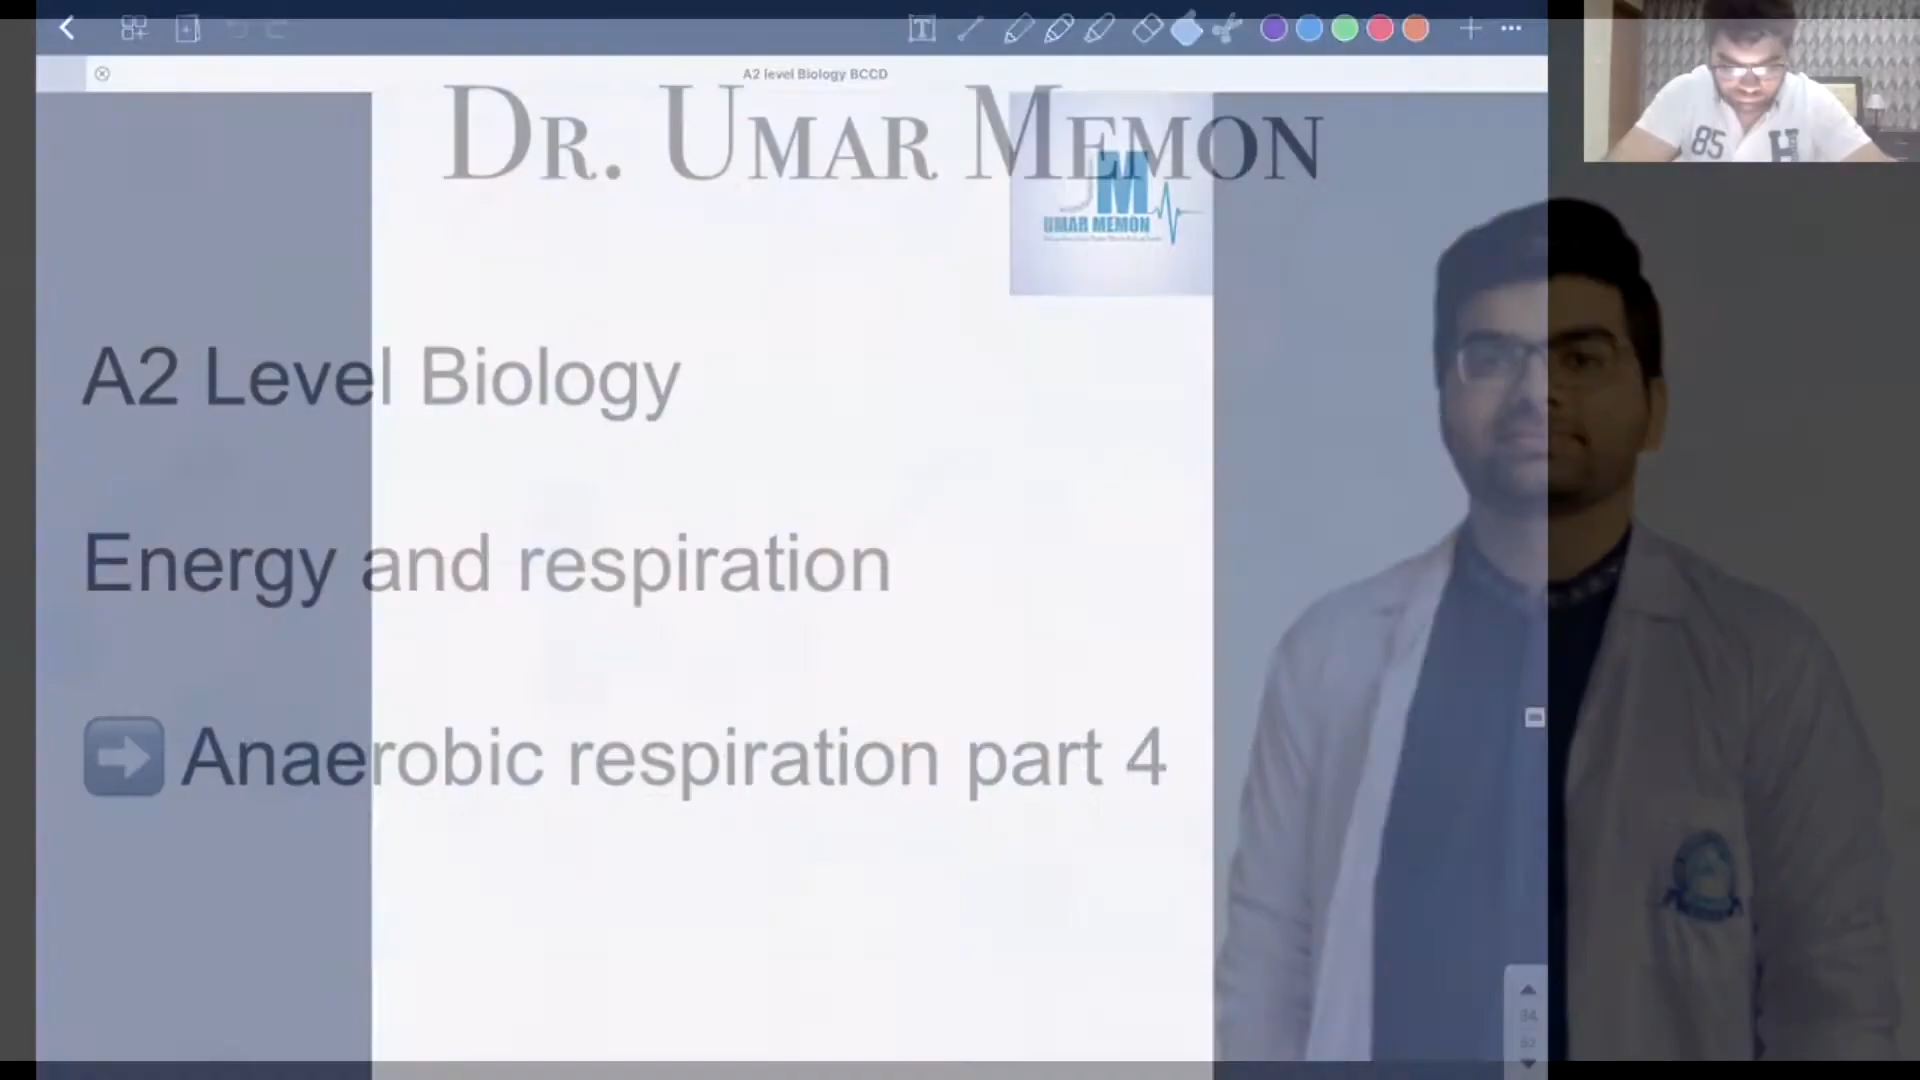 A2 level Biology BCCD
DR. UMAR MEMON
UMAR MEMON
85 H
A2 Level Biology
Energy and respiration
Anaerobic respiration part 4